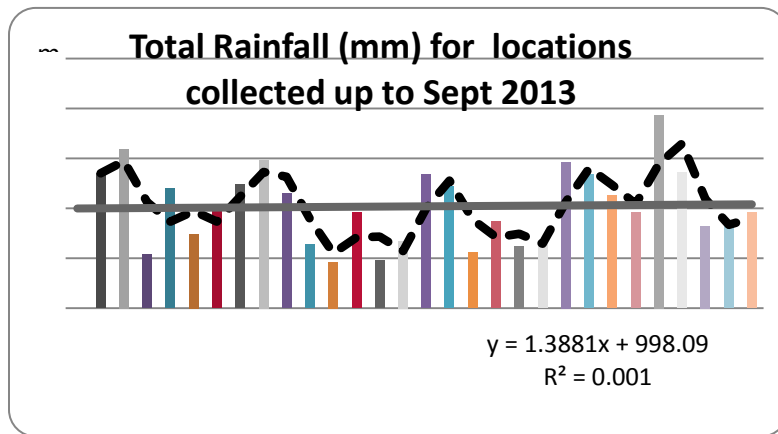 Total Rainfall (mm) for locations
collected up to Sept 2013
y = 1.3881x + 998.09
R² = 0.001